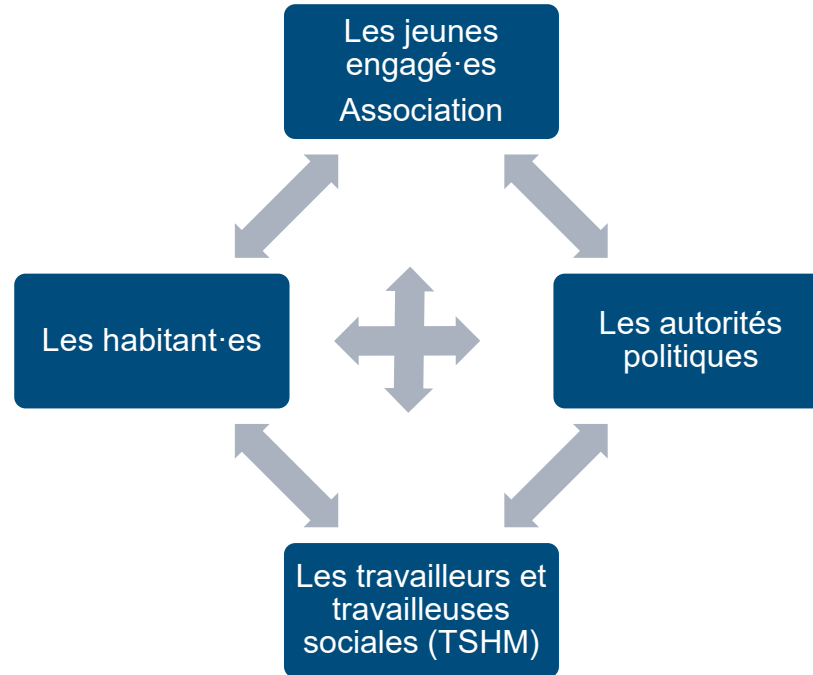 Les jeunes
engagé·es
Association
Les habitant·es
Les autorités
politiques
Les travailleurs et
travailleuses
sociales (TSHM)